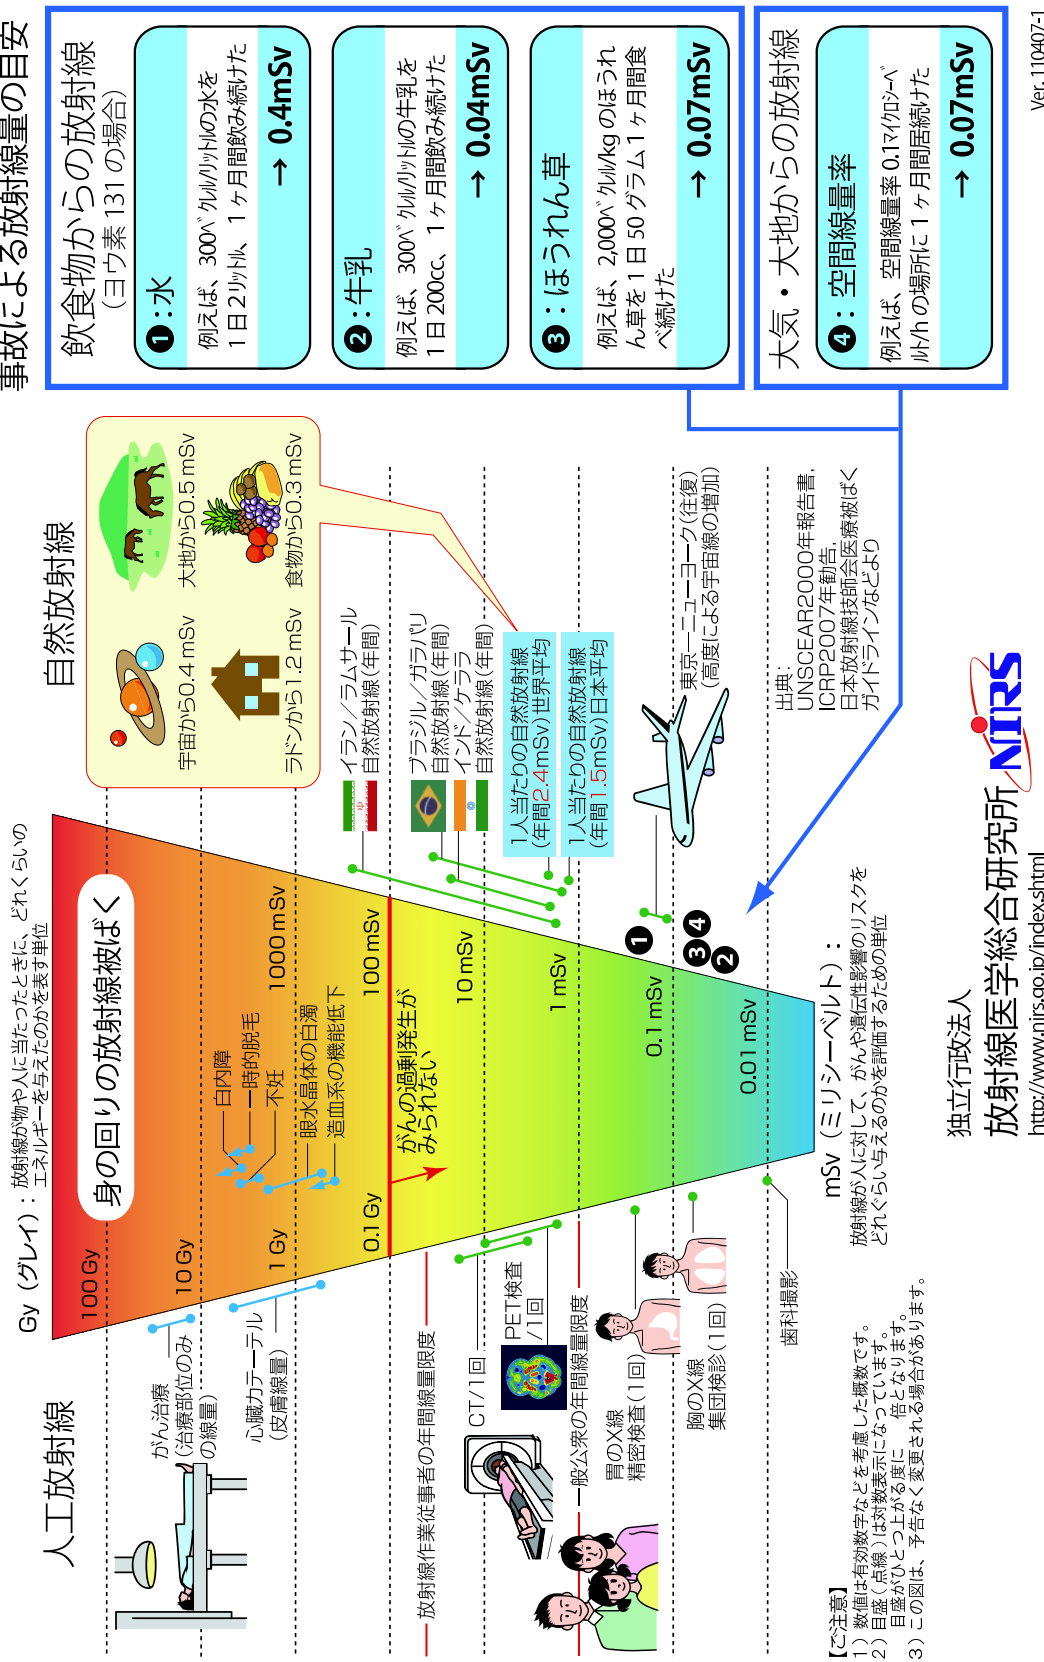 人工放射線
自然放射線
事故による放射線量の目安
Gy（グレイ）：放射線が物や人に当たったときに、どれくらいの
エネルギーを与えたのかを表す単位
身の回りの放射線被ばく
100 Gy
10 Gy
1 Gy
0.1 Gy
1000 mSv
100 mSv
10 mSv
1 mSv
0.1 mSv
0.01 mSv
がん治療
（治療部位のみ
の線量）
心臓カテーテル
（皮膚線量）
放射線作業従事者の年間線量限度
CT/1回
PET検査
/1回
一般公衆の年間線量限度
胃のX線
精密検査（1回）
胸のX線
集団検診（1回）
歯科撮影
白内障
一時的脱毛
不妊
眼水晶体の白濁
造血系の機能低下
がんの過剰発生が
みられない
宇宙から0.4 mSv
大地から0.5 mSv
ラドンから1.2 mSv
食物から0.3 mSv
イラン／ラムサール
自然放射線（年間）
ブラジル／ガラパリ
自然放射線（年間）
インド／ケララ
自然放射線（年間）
1人当たりの自然放射線
（年間2.4mSv）世界平均
1人当たりの自然放射線
（年間1.5mSv）日本平均
東京ーニューヨーク（往復）
（高度による宇宙線の増加）
❶
❸❹
❷
mSv（ミリシーベルト）：
放射線が人に対して、がんや遺伝性影響のリスクを
どれぐらい与えるのかを評価するための単位
出典：
UNSCEAR2000年報告書，
ICRP2007年勧告，
日本放射線技師会医療被ばく
ガイドラインなどより
飲食物からの放射線
（ヨウ素 131 の場合）
❶：水
例えば、300ﾍﾞｸﾚﾙ/ﾘｯﾄﾙの水を
1 日 2 ﾘｯﾄﾙ、1 ヶ月間飲み続けた
→ 0.4mSv
❷：牛乳
例えば、300ﾍﾞｸﾚﾙ/ﾘｯﾄﾙの牛乳を
1 日 200cc、1 ヶ月間飲み続けた
→ 0.04mSv
❸：ほうれん草
例えば、2,000ﾍﾞｸﾚﾙ/kg のほうれ
ん草を 1 日 50 グラム 1 ヶ月間食
べ続けた
→ 0.07mSv
大気・大地からの放射線
❹：空間線量率
例えば、空間線量率 0.1ﾏｲｸﾛｼｰﾍﾞ
ﾙﾄ/h の場所に 1 ヶ月間居続けた
→ 0.07mSv
【ご注意】
1）数値は有効数字などを考慮した概数です。
2）目盛（点線）は対数表示になっています。
目盛がひとつ上がる度に　倍となります。
3）この図は、予告なく変更される場合があります。
独立行政法人
放射線医学総合研究所
NIRS
http://www.nirs.go.jp/index.shtml
Ver. 110407-1